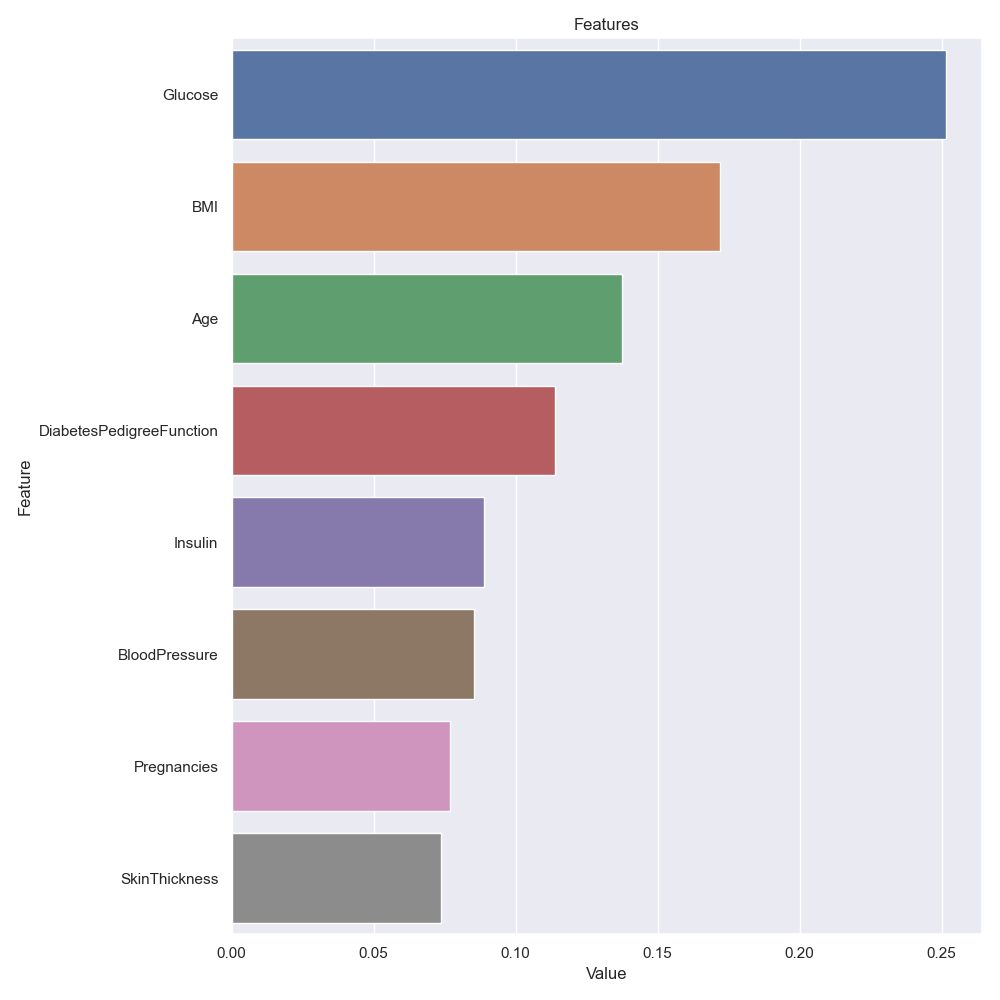 Features
Feature
Glucose
BMI
Age
DiabetesPedigreeFunction
Insulin
BloodPressure
Pregnancies
SkinThickness
0.00 0.05 0.10 0.15 0.20 0.25
Value